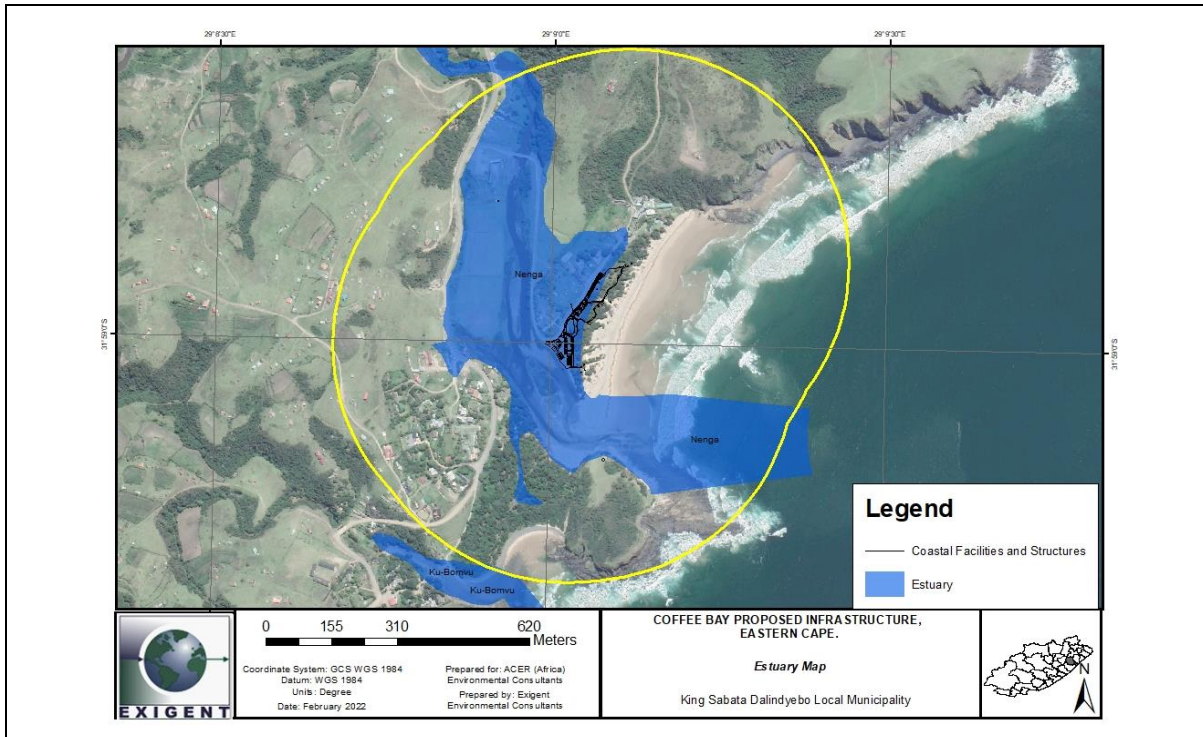 29°8'30"E
29°9'0"E
29°9'30"E
31°59'0"S
31°59'0"S
Nenga
Nenga
Ku-Bomvu
Ku-Bomvu
Legend
Coastal Facilities and Structures
Estuary
EXIGENT
0 155 310 620
Meters
Coordinate System: GCS WGS 1984
Datum: WGS 1984
Units: Degree
Date: February 2022
Prepared for: ACER (Africa)
Environmental Consultants
Prepared by: Exigent
Environmental Consultants
COFFEE BAY PROPOSED INFRASTRUCTURE,
EASTERN CAPE.
Estuary Map
King Sabata Dalindyebo Local Municipality
N